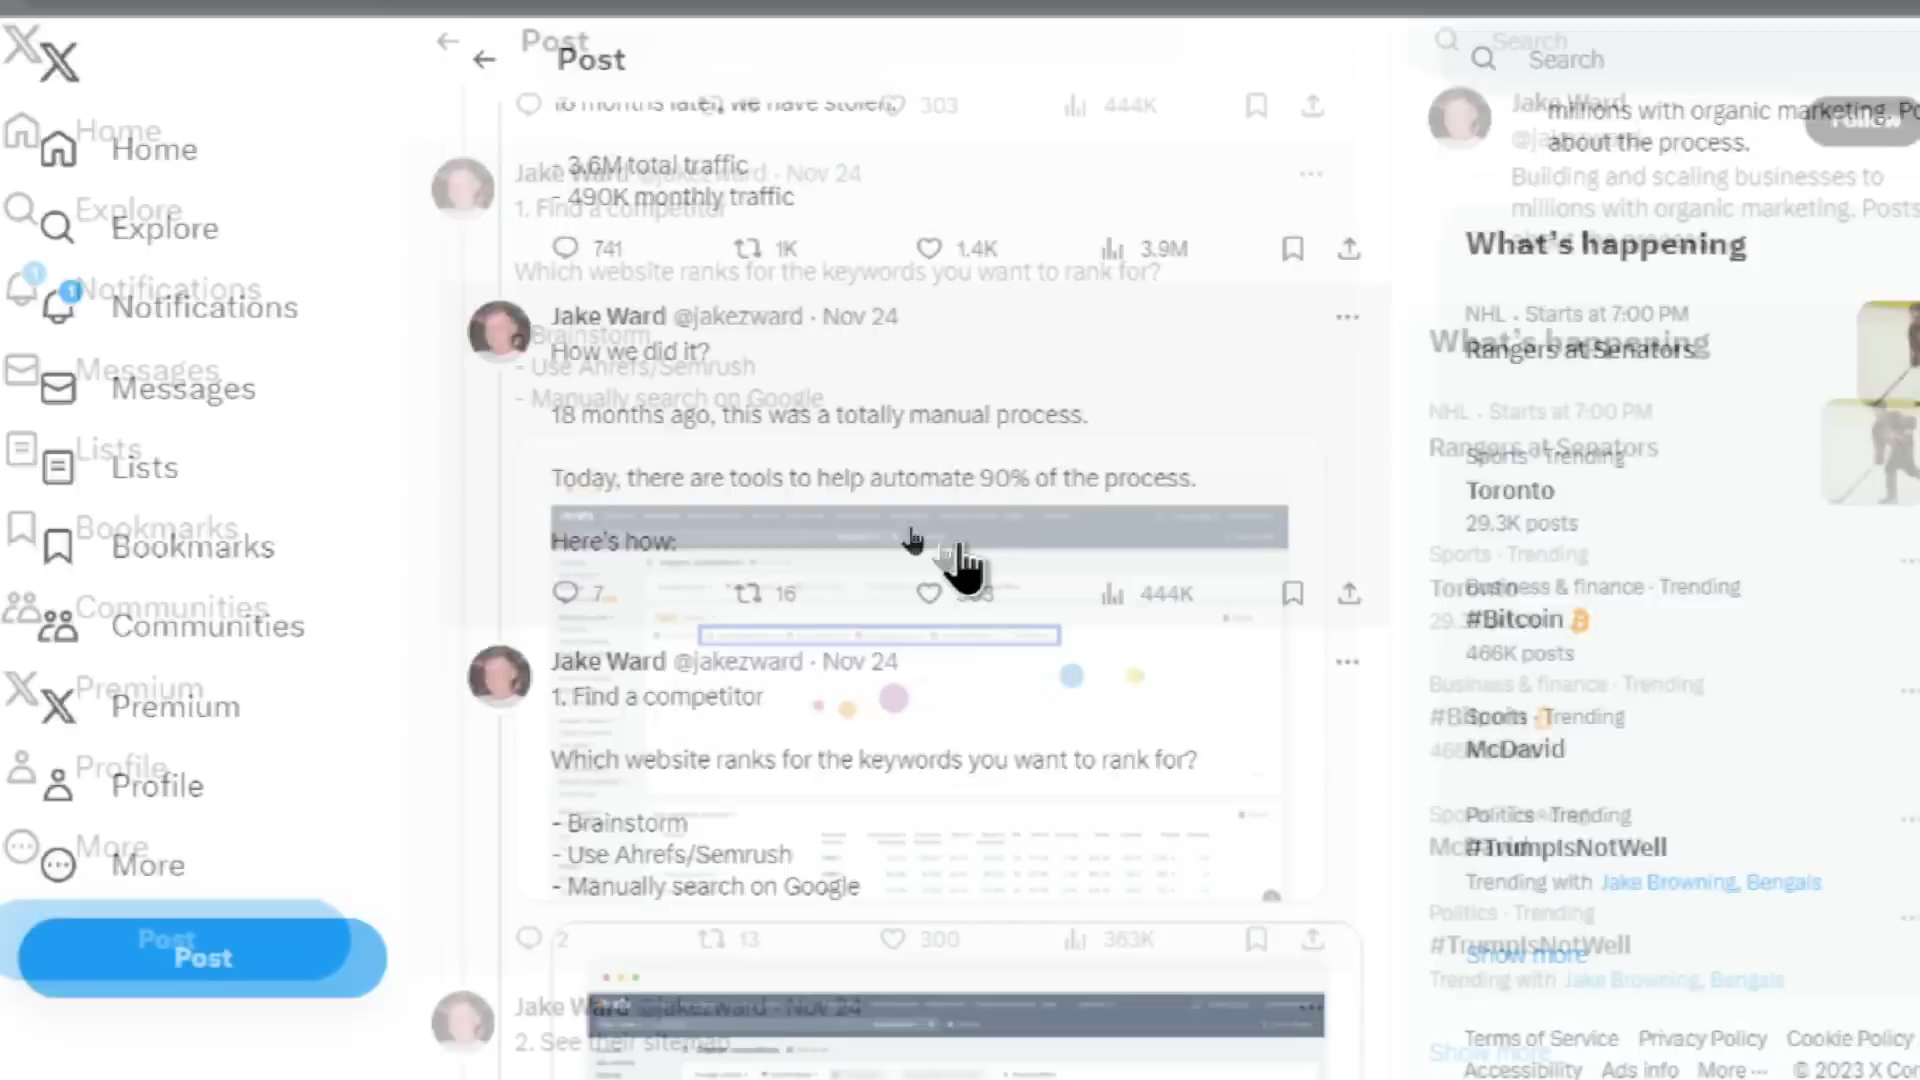 Post
Search
Home
Explore
Notifications
Messages
Lists
Bookmarks
Communities
Premium
Profile
More
Post
18 months later, we have stolen:
- 3.6M total traffic
- 490K monthly traffic
741 1K 1.4K 3.9M
Jake Ward @jakezward · Nov 24
How we did it?
18 months ago, this was a totally manual process.
Today, there are tools to help automate 90% of the process.
Here's how:
7 16 303 444K
Jake Ward @jakezward · Nov 24
1. Find a competitor
Which website ranks for the keywords you want to rank for?
- Brainstorm
- Use Ahrefs/Semrush
- Manually search on Google
millions with organic marketing. Po
about the process.
What's happening
NHL · Starts at 7:00 PM
Rangers at Senators
Sports · Trending
Toronto
29.3K posts
Business & finance · Trending
#Bitcoin
466K posts
Sports · Trending
McDavid
Politics · Trending
#TrumpIsNotWell
Trending with Jake Browning, Bengals
Show more
Terms of Service Privacy Policy Cookie Policy
Accessibility Ads info More ··· © 2023 X Cor
Post
Search
Home
Explore
Notifications
Messages
Lists
Bookmarks
Communities
Premium
Profile
More
Post
303 444K
Jake Ward @jakezward · Nov 24
1. Find a competitor
Which website ranks for the keywords you want to rank for?
- Brainstorm
- Use Ahrefs/Semrush
- Manually search on Google
2 13 300 363K
Jake Ward @jakezward · Nov 24
2. See their sitemap
Jake Ward
Follow
Building and scaling businesses to
millions with organic marketing. Posts
What's happening
NHL · Starts at 7:00 PM
Rangers at Senators
Sports · Trending
Toronto
Business & finance · Trending
Politics · Trending
#TrumpIsNotWell
Trending with Jake Browning, Bengals
Show more